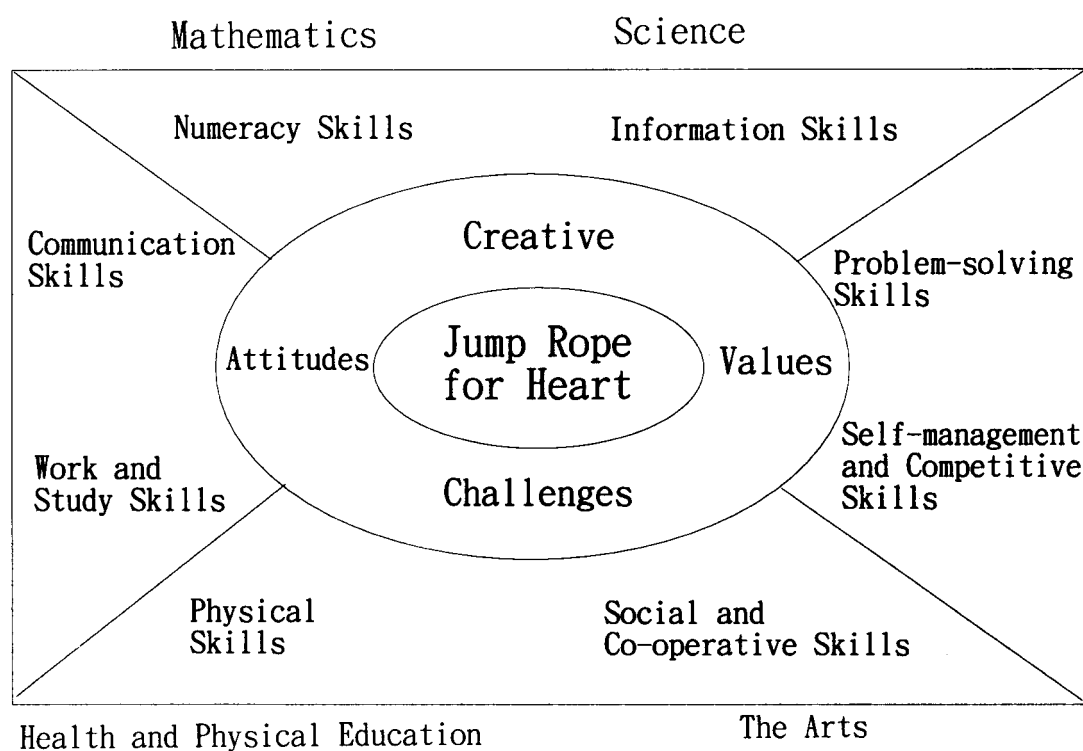 Mathematics
Science
Numeracy Skills
Information Skills
Communication
Skills
Creative
Problem-solving
Skills
Attitudes
Jump Rope
for Heart
Values
Work and
Study Skills
Challenges
Self-management
and Competitive
Skills
Physical
Skills
Social and
Co-operative Skills
Health and Physical Education
The Arts